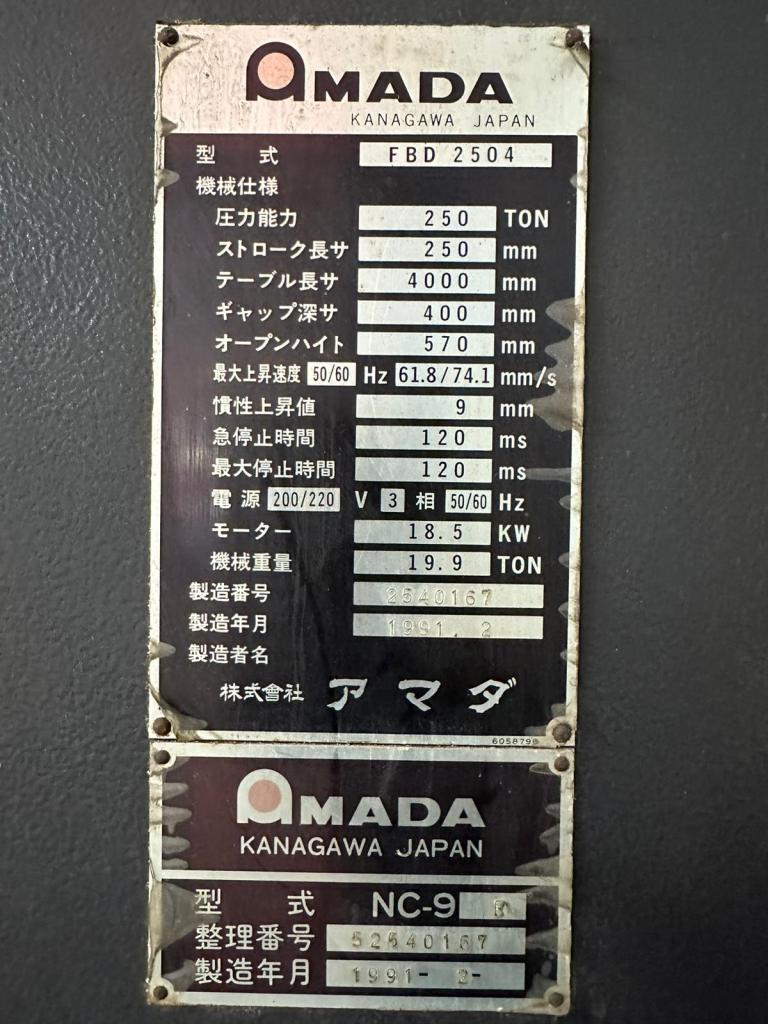 AMADA
KANAGAWA JAPAN
型 式 FBD 2504
機械仕様
圧力能力 250 TON
ストローク長サ 250 mm
テーブル長サ 4000 mm
ギャップ深サ 400 mm
オープンハイト 570 mm
最大上昇速度 50/60 Hz 61.8/74.1 mm/s
慣性上昇値 9 mm
急停止時間 120 ms
最大停止時間 120 ms
電源 200/220 V 3 相 50/60 Hz
モーター 18.5 KW
機械重量 19.9 TON
製造番号 2540167
製造年月 1991. 2
製造者名
株式會社 アマダ
AMADA
KANAGAWA JAPAN
型 式 NC-9
整理番号 52540167
製造年月 1991- 2-